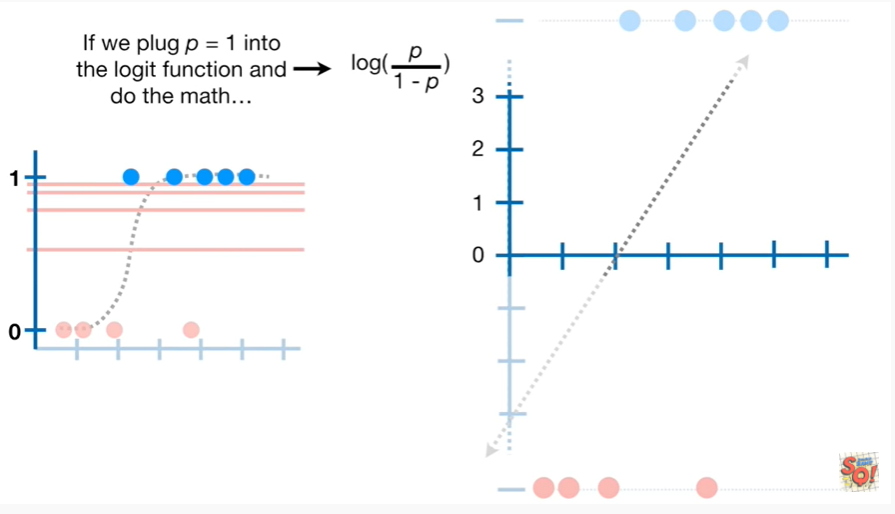 If we plug p = 1 into
the logit function and
do the math…
log(p/1 - p)
1
0
3
2
1
0
SQ!